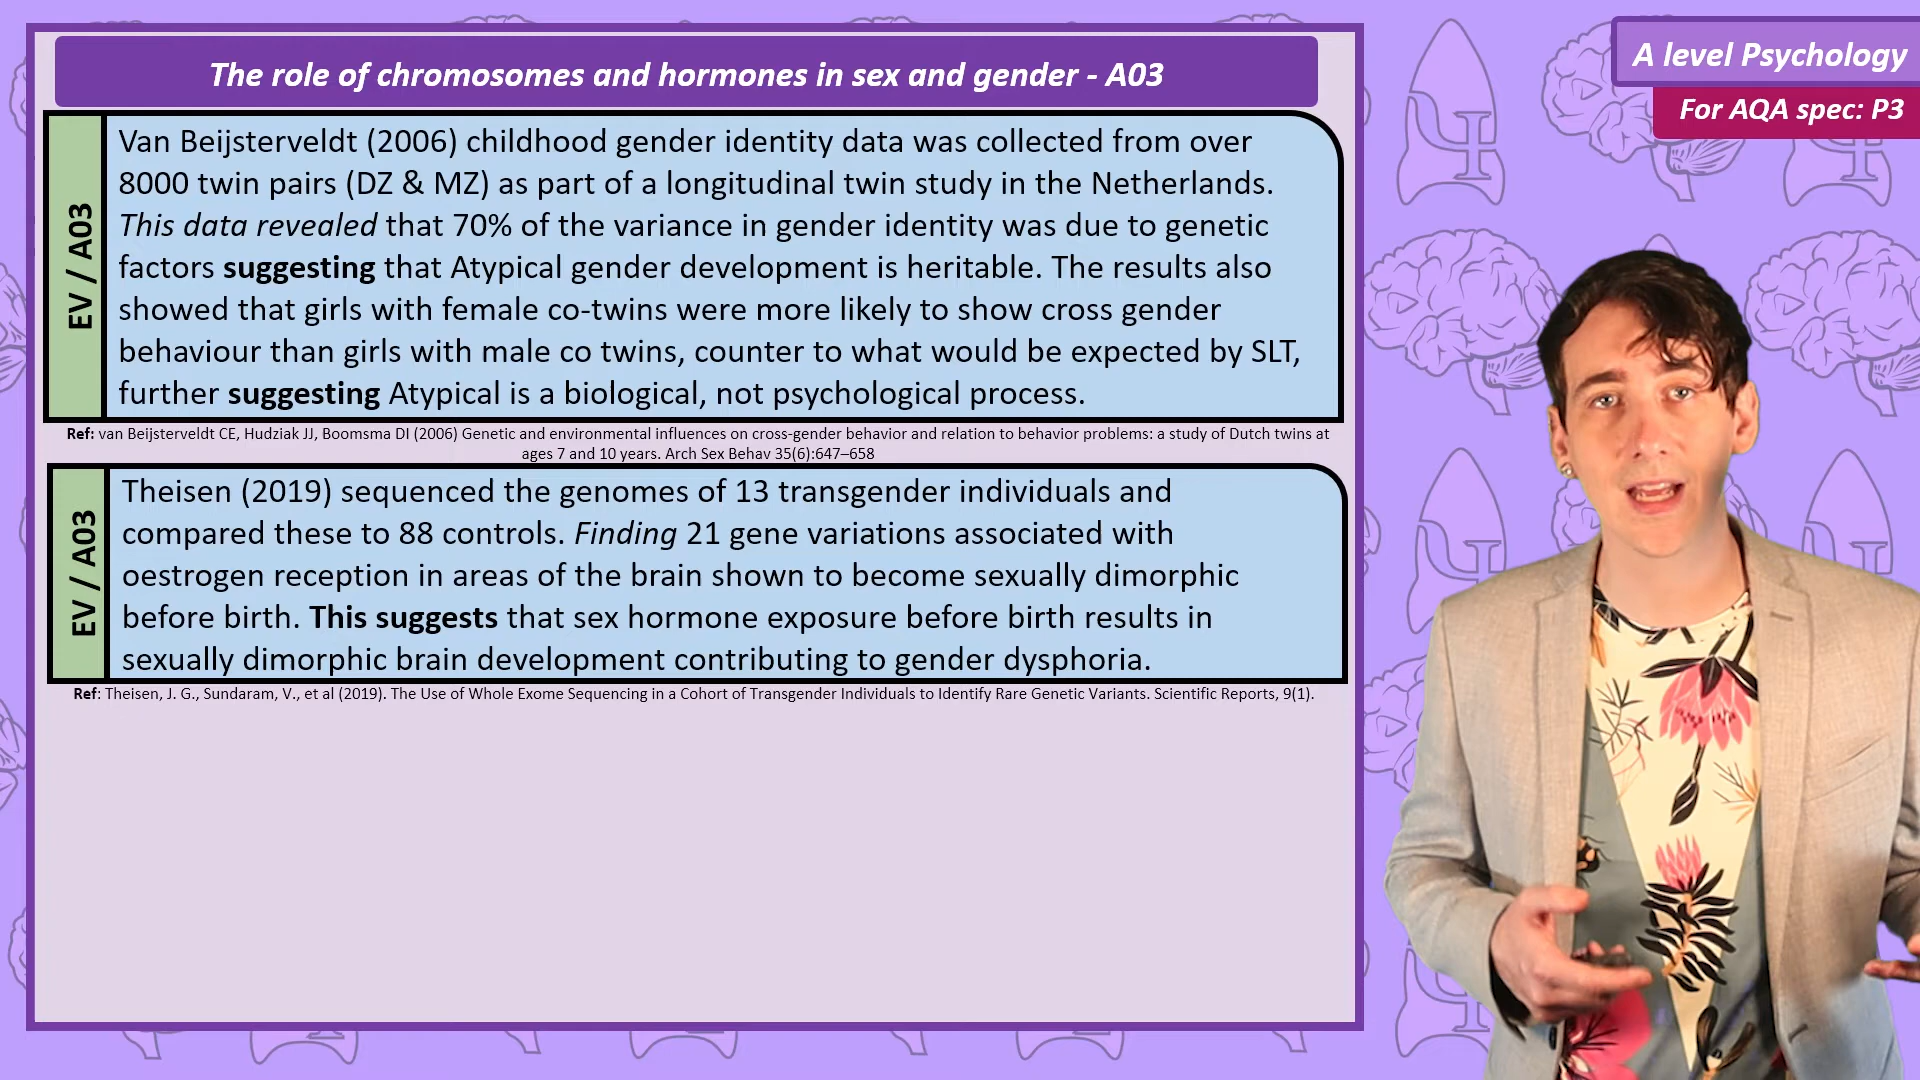 The role of chromosomes and hormones in sex and gender - A03
A level Psychology
For AQA spec: P3
EV / A03
Van Beijsterveldt (2006) childhood gender identity data was collected from over
8000 twin pairs (DZ & MZ) as part of a longitudinal twin study in the Netherlands.
This data revealed that 70% of the variance in gender identity was due to genetic
factors suggesting that Atypical gender development is heritable. The results also
showed that girls with female co-twins were more likely to show cross gender
behaviour than girls with male co twins, counter to what would be expected by SLT,
further suggesting Atypical is a biological, not psychological process.
Ref: van Beijsterveldt CE, Hudziak JJ, Boomsma DI (2006) Genetic and environmental influences on cross-gender behavior and relation to behavior problems: a study of Dutch twins at
ages 7 and 10 years. Arch Sex Behav 35(6):647–658
EV / A03
Theisen (2019) sequenced the genomes of 13 transgender individuals and
compared these to 88 controls. Finding 21 gene variations associated with
oestrogen reception in areas of the brain shown to become sexually dimorphic
before birth. This suggests that sex hormone exposure before birth results in
sexually dimorphic brain development contributing to gender dysphoria.
Ref: Theisen, J. G., Sundaram, V., et al (2019). The Use of Whole Exome Sequencing in a Cohort of Transgender Individuals to Identify Rare Genetic Variants. Scientific Reports, 9(1).